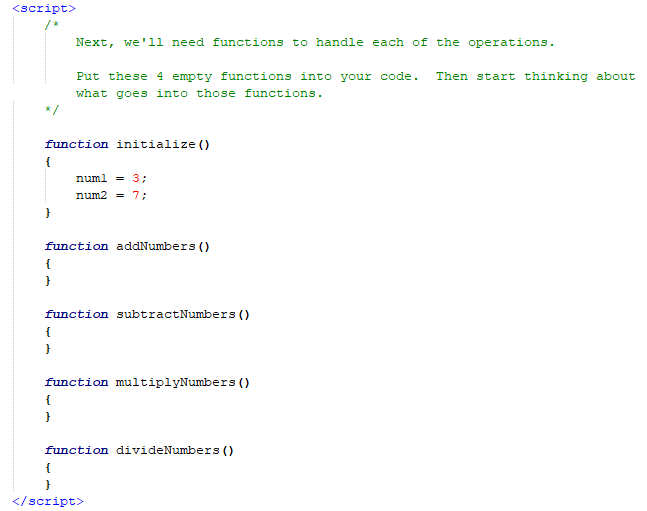 <script>
/*
Next, we'll need functions to handle each of the operations.
Put these 4 empty functions into your code.  Then start thinking about
what goes into those functions.
*/
function initialize()
{
num1 = 3;
num2 = 7;
}
function addNumbers()
{
}
function subtractNumbers()
{
}
function multiplyNumbers()
{
}
function divideNumbers()
{
}
</script>